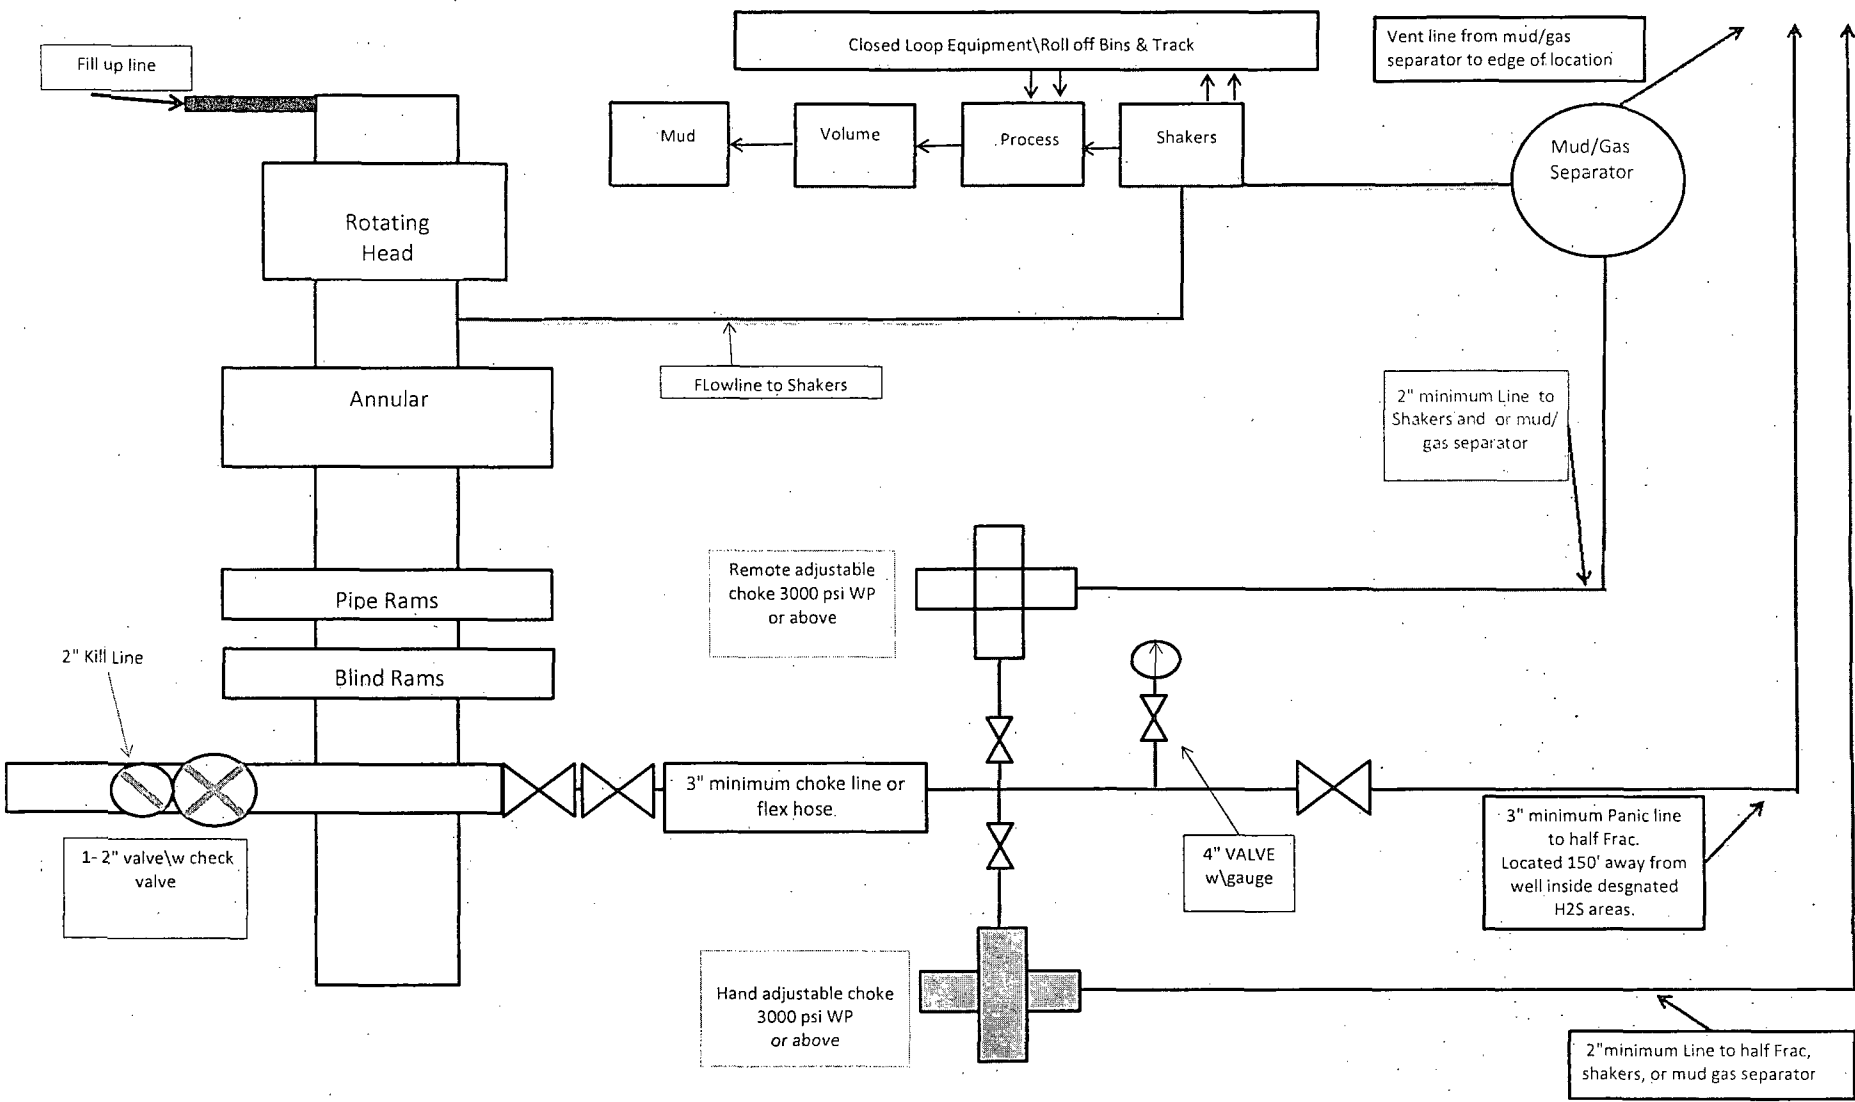 Closed Loop Equipment\Roll off Bins & Track
Vent line from mud/gas
separator to edge of location
Fill up line
Mud
Volume
Process
Shakers
Mud/Gas
Separator
Rotating
Head
FLowline to Shakers
Annular
2" minimum Line to
Shakers and or mud/
gas separator
Remote adjustable
choke 3000 psi WP
or above
Pipe Rams
2" Kill Line
Blind Rams
3" minimum choke line or
flex hose.
1- 2" valve\w check
valve
4" VALVE
w\gauge
3" minimum Panic line
to half Frac.
Located 150' away from
well inside desgnated
H2S areas.
Hand adjustable choke
3000 psi WP
or above
2"minimum Line to half Frac,
shakers, or mud gas separator